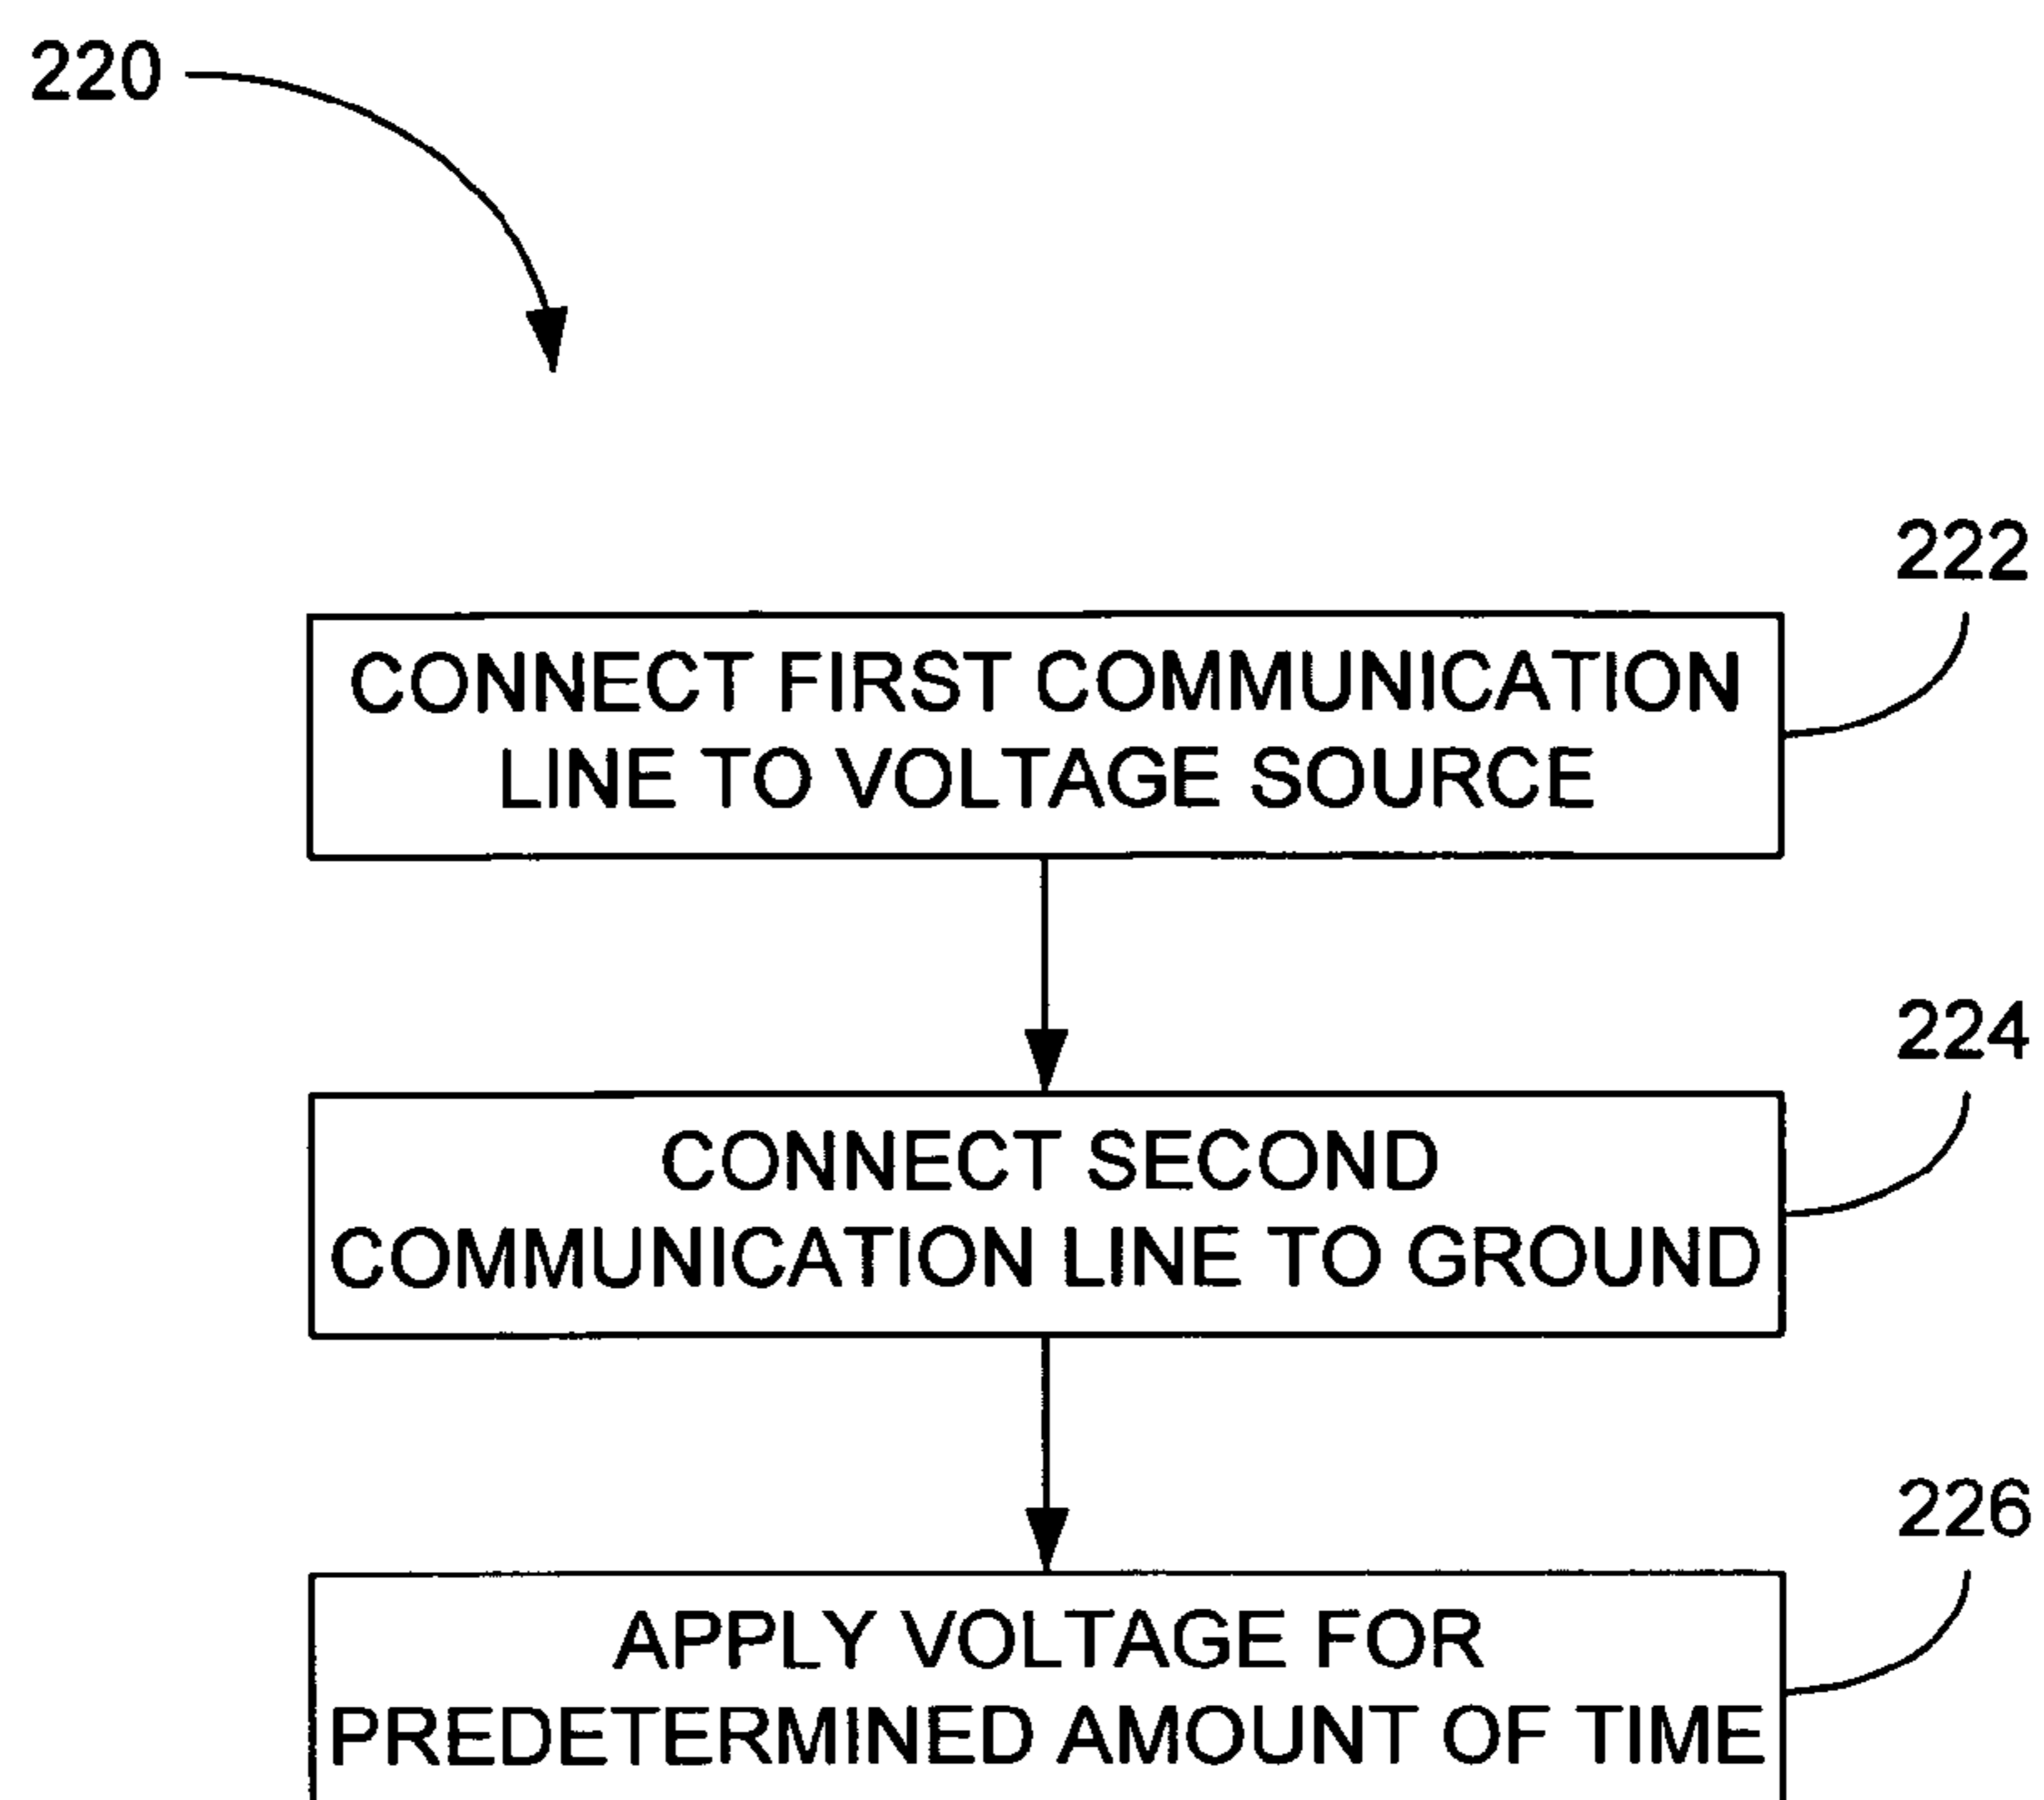 220
222
CONNECT FIRST COMMUNICATION
LINE TO VOLTAGE SOURCE
224
CONNECT SECOND
COMMUNICATION LINE TO GROUND
226
APPLY VOLTAGE FOR
PREDETERMINED AMOUNT OF TIME